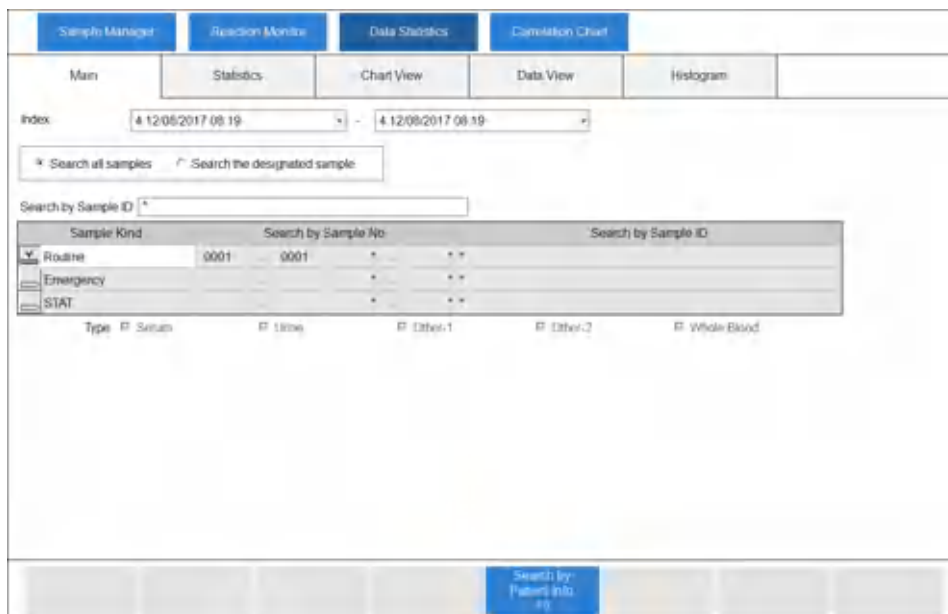 Sample Manager Reaction Monitor Data Statistics Correlation Chart
Main Statistics Chart View Data View Histogram
Index 4 12/08/2017 08:19 - 4 12/08/2017 08:19
Search all samples Search the designated sample
Search by Sample ID *
Sample Kind Search by Sample No Search by Sample ID
Routine 0001 0001 * * *
Emergency * * *
STAT * * *
Type Serum Urine Other-1 Other-2 Whole Blood
Search by
Patient Info